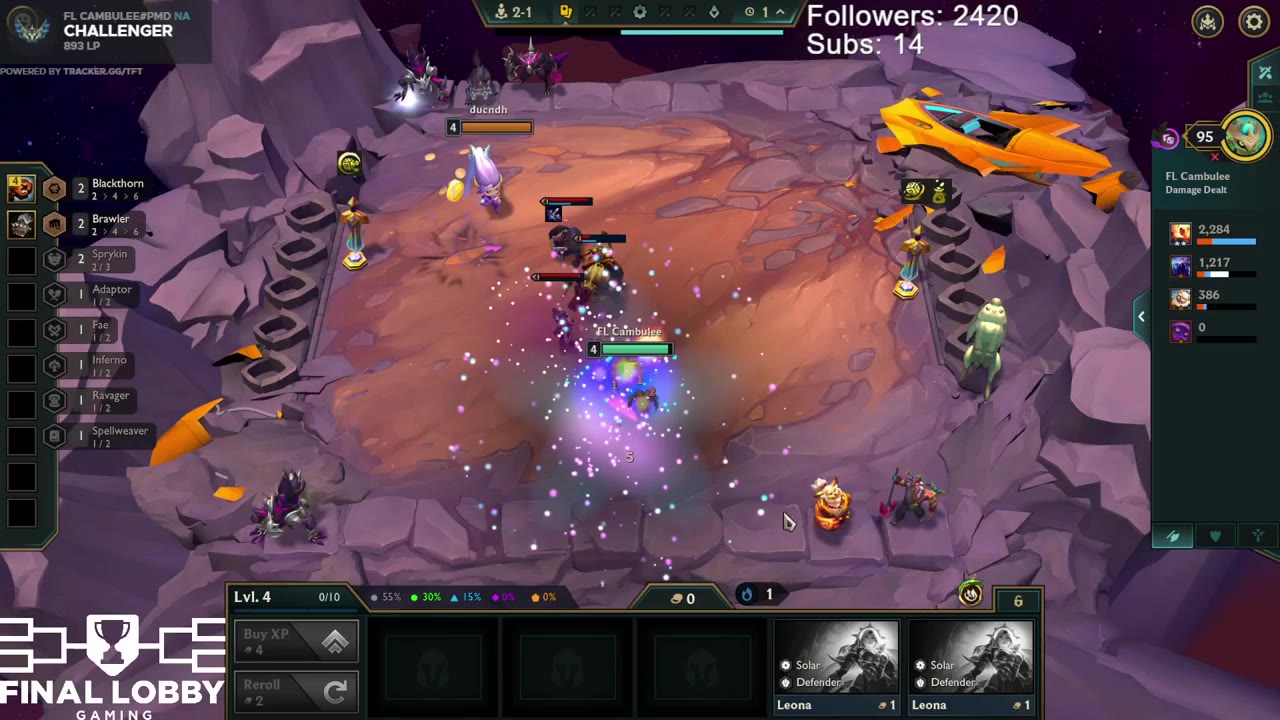 FL CAMBULEE#PMD NA
CHALLENGER
893 LP
POWERED BY TRACKER.GG/TFT
2-1
1
Followers: 2420
Subs: 14
ducndh
4
95
FL Cambulee
Damage Dealt
2,284
1,217
386
0
2 Blackthorn
2 > 4 > 6
2 Brawler
2 > 4 > 6
2 Sprykin
2 / 3
1 Adaptor
1 / 2
1 Fae
1 / 2
1 Inferno
1 / 2
1 Ravager
1 / 2
1 Spellweaver
1 / 2
FL Cambulee
4
5
Lvl. 4 0/10
55% 30% 15% 0% 0%
0
1
6
Buy XP
4
Reroll
2
Solar
Defender
Leona 1
Solar
Defender
Leona 1
FINAL LOBBY
GAMING